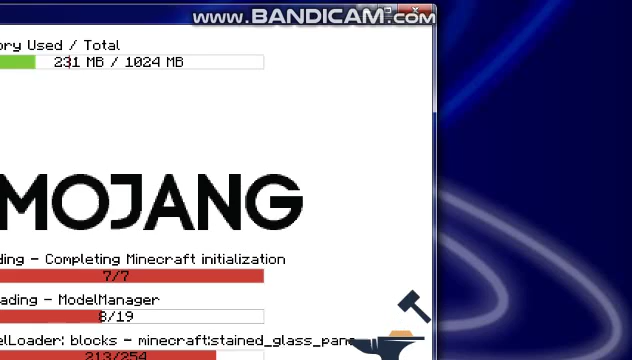 www.BANDICAM.com
ory Used / Total
231 MB / 1024 MB
MOJANG
ding - Completing Minecraft initialization
7/7
ading - ModelManager
8/19
elLoader: blocks - minecraft:stained_glass_pane
213/254